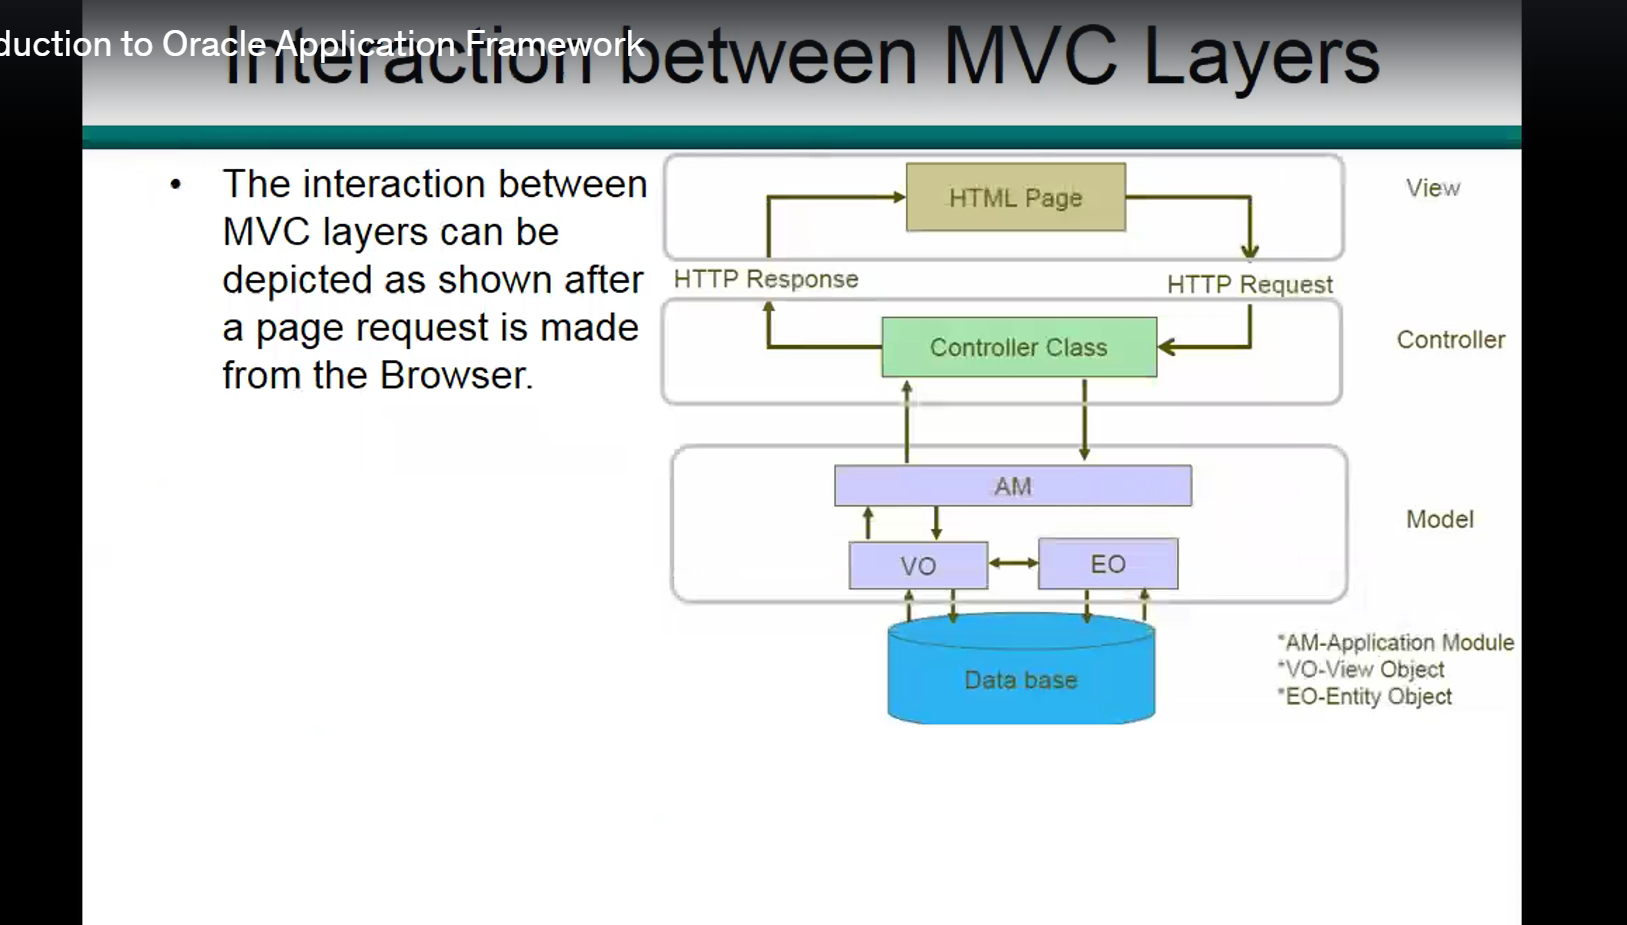 duction to Oracle Application Framework
Interaction between MVC Layers
• The interaction between
MVC layers can be
depicted as shown after
a page request is made
from the Browser.
HTML Page
View
HTTP Response
HTTP Request
Controller Class
Controller
AM
Model
VO
EO
Data base
*AM-Application Module
*VO-View Object
*EO-Entity Object